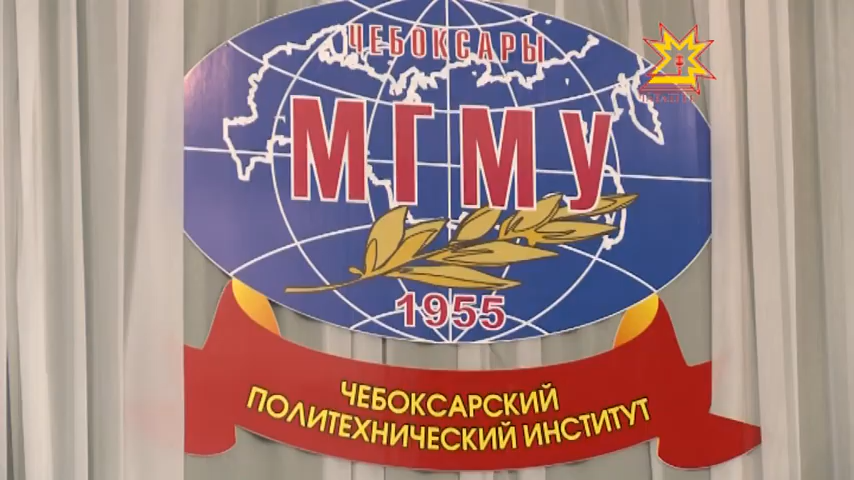 ЧЕБОКСАРЫ
МГМУ
1955
ЧЕБОКСАРСКИЙ
ПОЛИТЕХНИЧЕСКИЙ ИНСТИТУТ